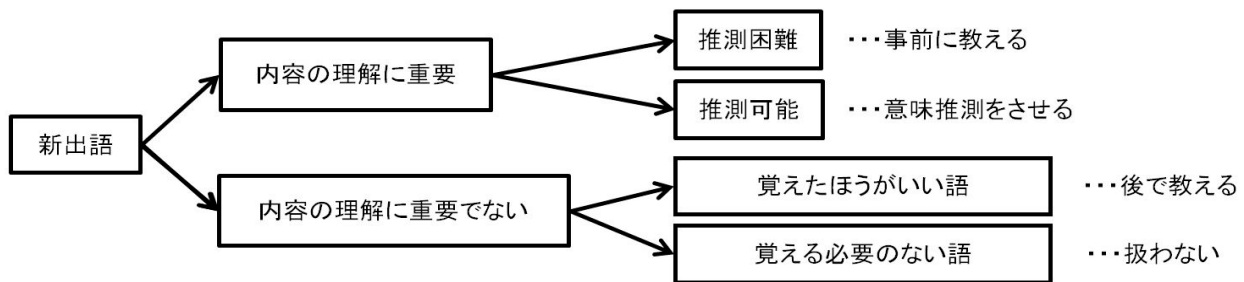 新出語
内容の理解に重要
推測困難 ・・・事前に教える
推測可能 ・・・意味推測をさせる
内容の理解に重要でない
覚えたほうがいい語 ・・・後で教える
覚える必要のない語 ・・・扱わない